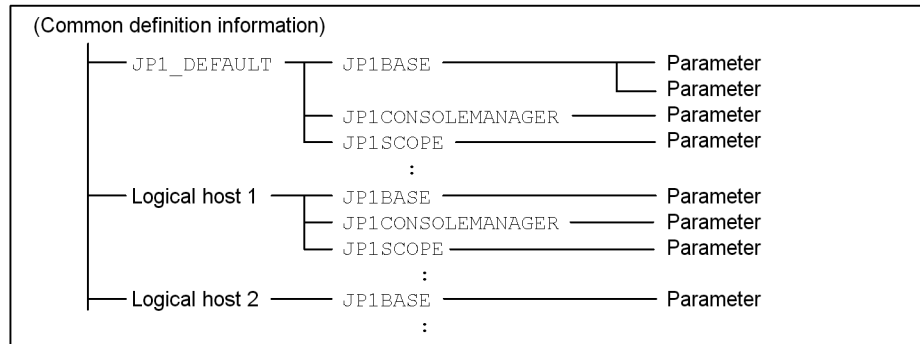 (Common definition information)
JP1_DEFAULT JP1BASE Parameter
Parameter
JP1CONSOLEMANAGER Parameter
JP1SCOPE Parameter
:
Logical host 1 JP1BASE Parameter
JP1CONSOLEMANAGER Parameter
JP1SCOPE Parameter
:
Logical host 2 JP1BASE Parameter
: